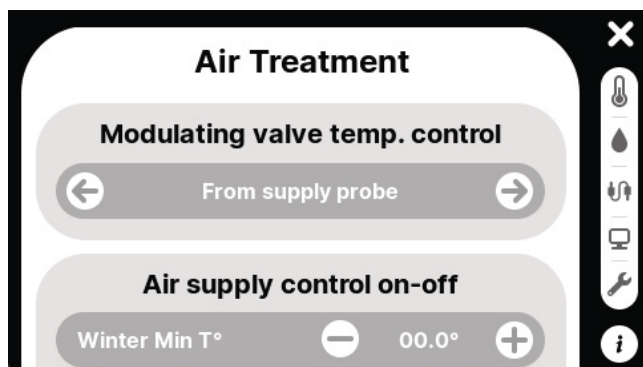 Air Treatment
Modulating valve temp. control
From supply probe
Air supply control on-off
Winter Min T° 00.0°
i